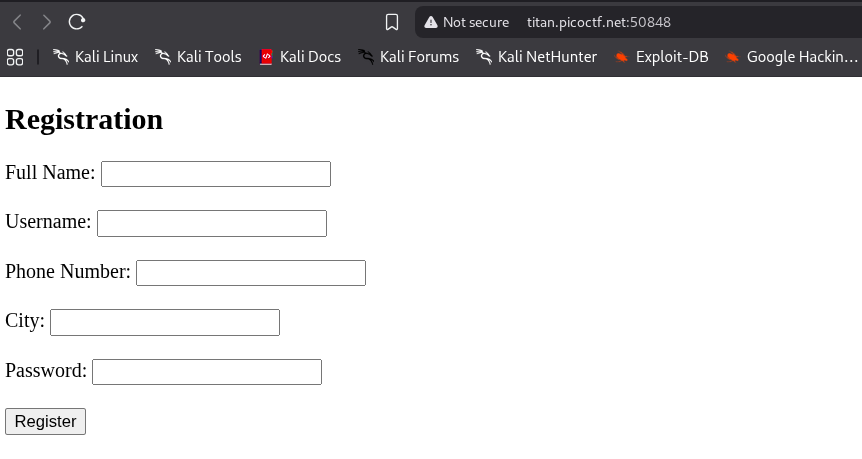 Not secure titan.picoctf.net:50848
Kali Linux Kali Tools Kali Docs Kali Forums Kali NetHunter Exploit-DB Google Hackin...
Registration
Full Name:
Username:
Phone Number:
City:
Password:
Register